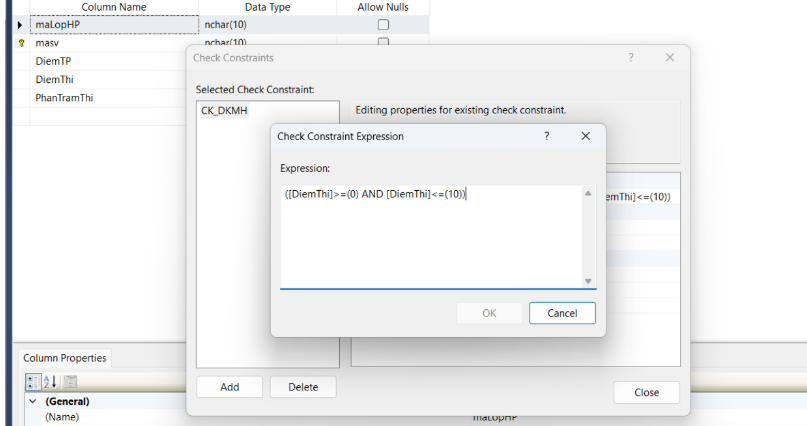 Column Name Data Type Allow Nulls
maLopHP nchar(10)
masv nchar(10)
DiemTP
DiemThi
PhanTramThi
Check Constraints ? ×
Selected Check Constraint:
CK_DKMH
Editing properties for existing check constraint.
Check Constraint Expression ? ×
Expression:
([DiemThi]>=(0) AND [DiemThi]<=(10))
emThi]<=(10))
OK Cancel
Add Delete
Close
Column Properties
(General)
(Name) maLopHP